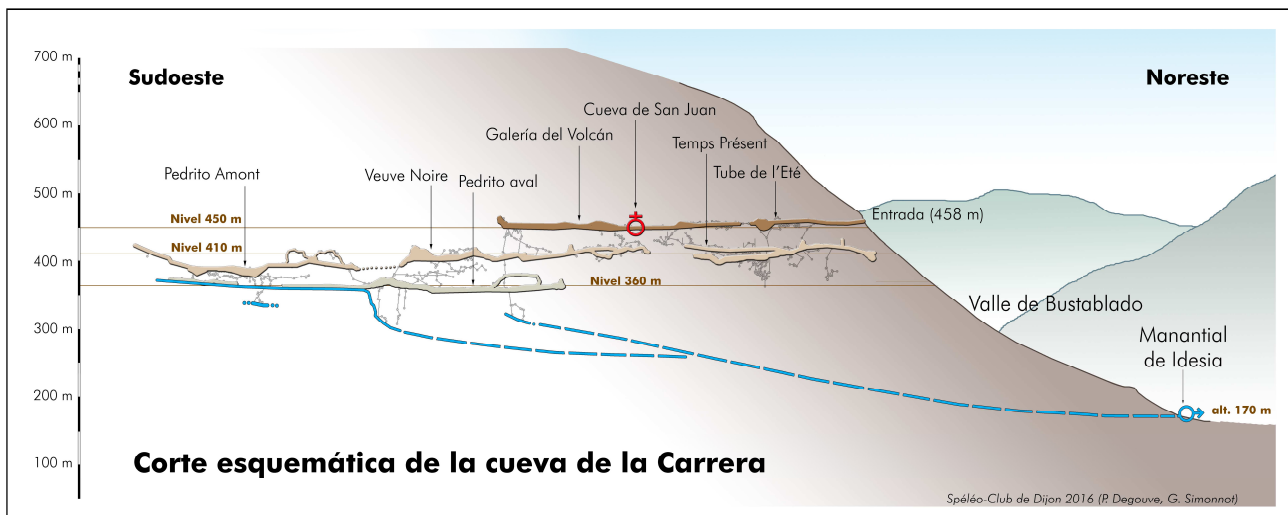 700 m
Sudoeste
Noreste
600 m
Cueva de San Juan
Galería del Volcán
Temps Présent
Pedrito Amont
Veuve Noire
Pedrito aval
Tube de l'Eté
500 m
Nivel 450 m
Entrada (458 m)
Nivel 410 m
400 m
Nivel 360 m
Valle de Bustablado
300 m
Manantial
de Idesia
200 m
alt. 170 m
100 m
Corte esquemática de la cueva de la Carrera
Spéléo-Club de Dijon 2016 (P. Degouve, G. Simonnot)